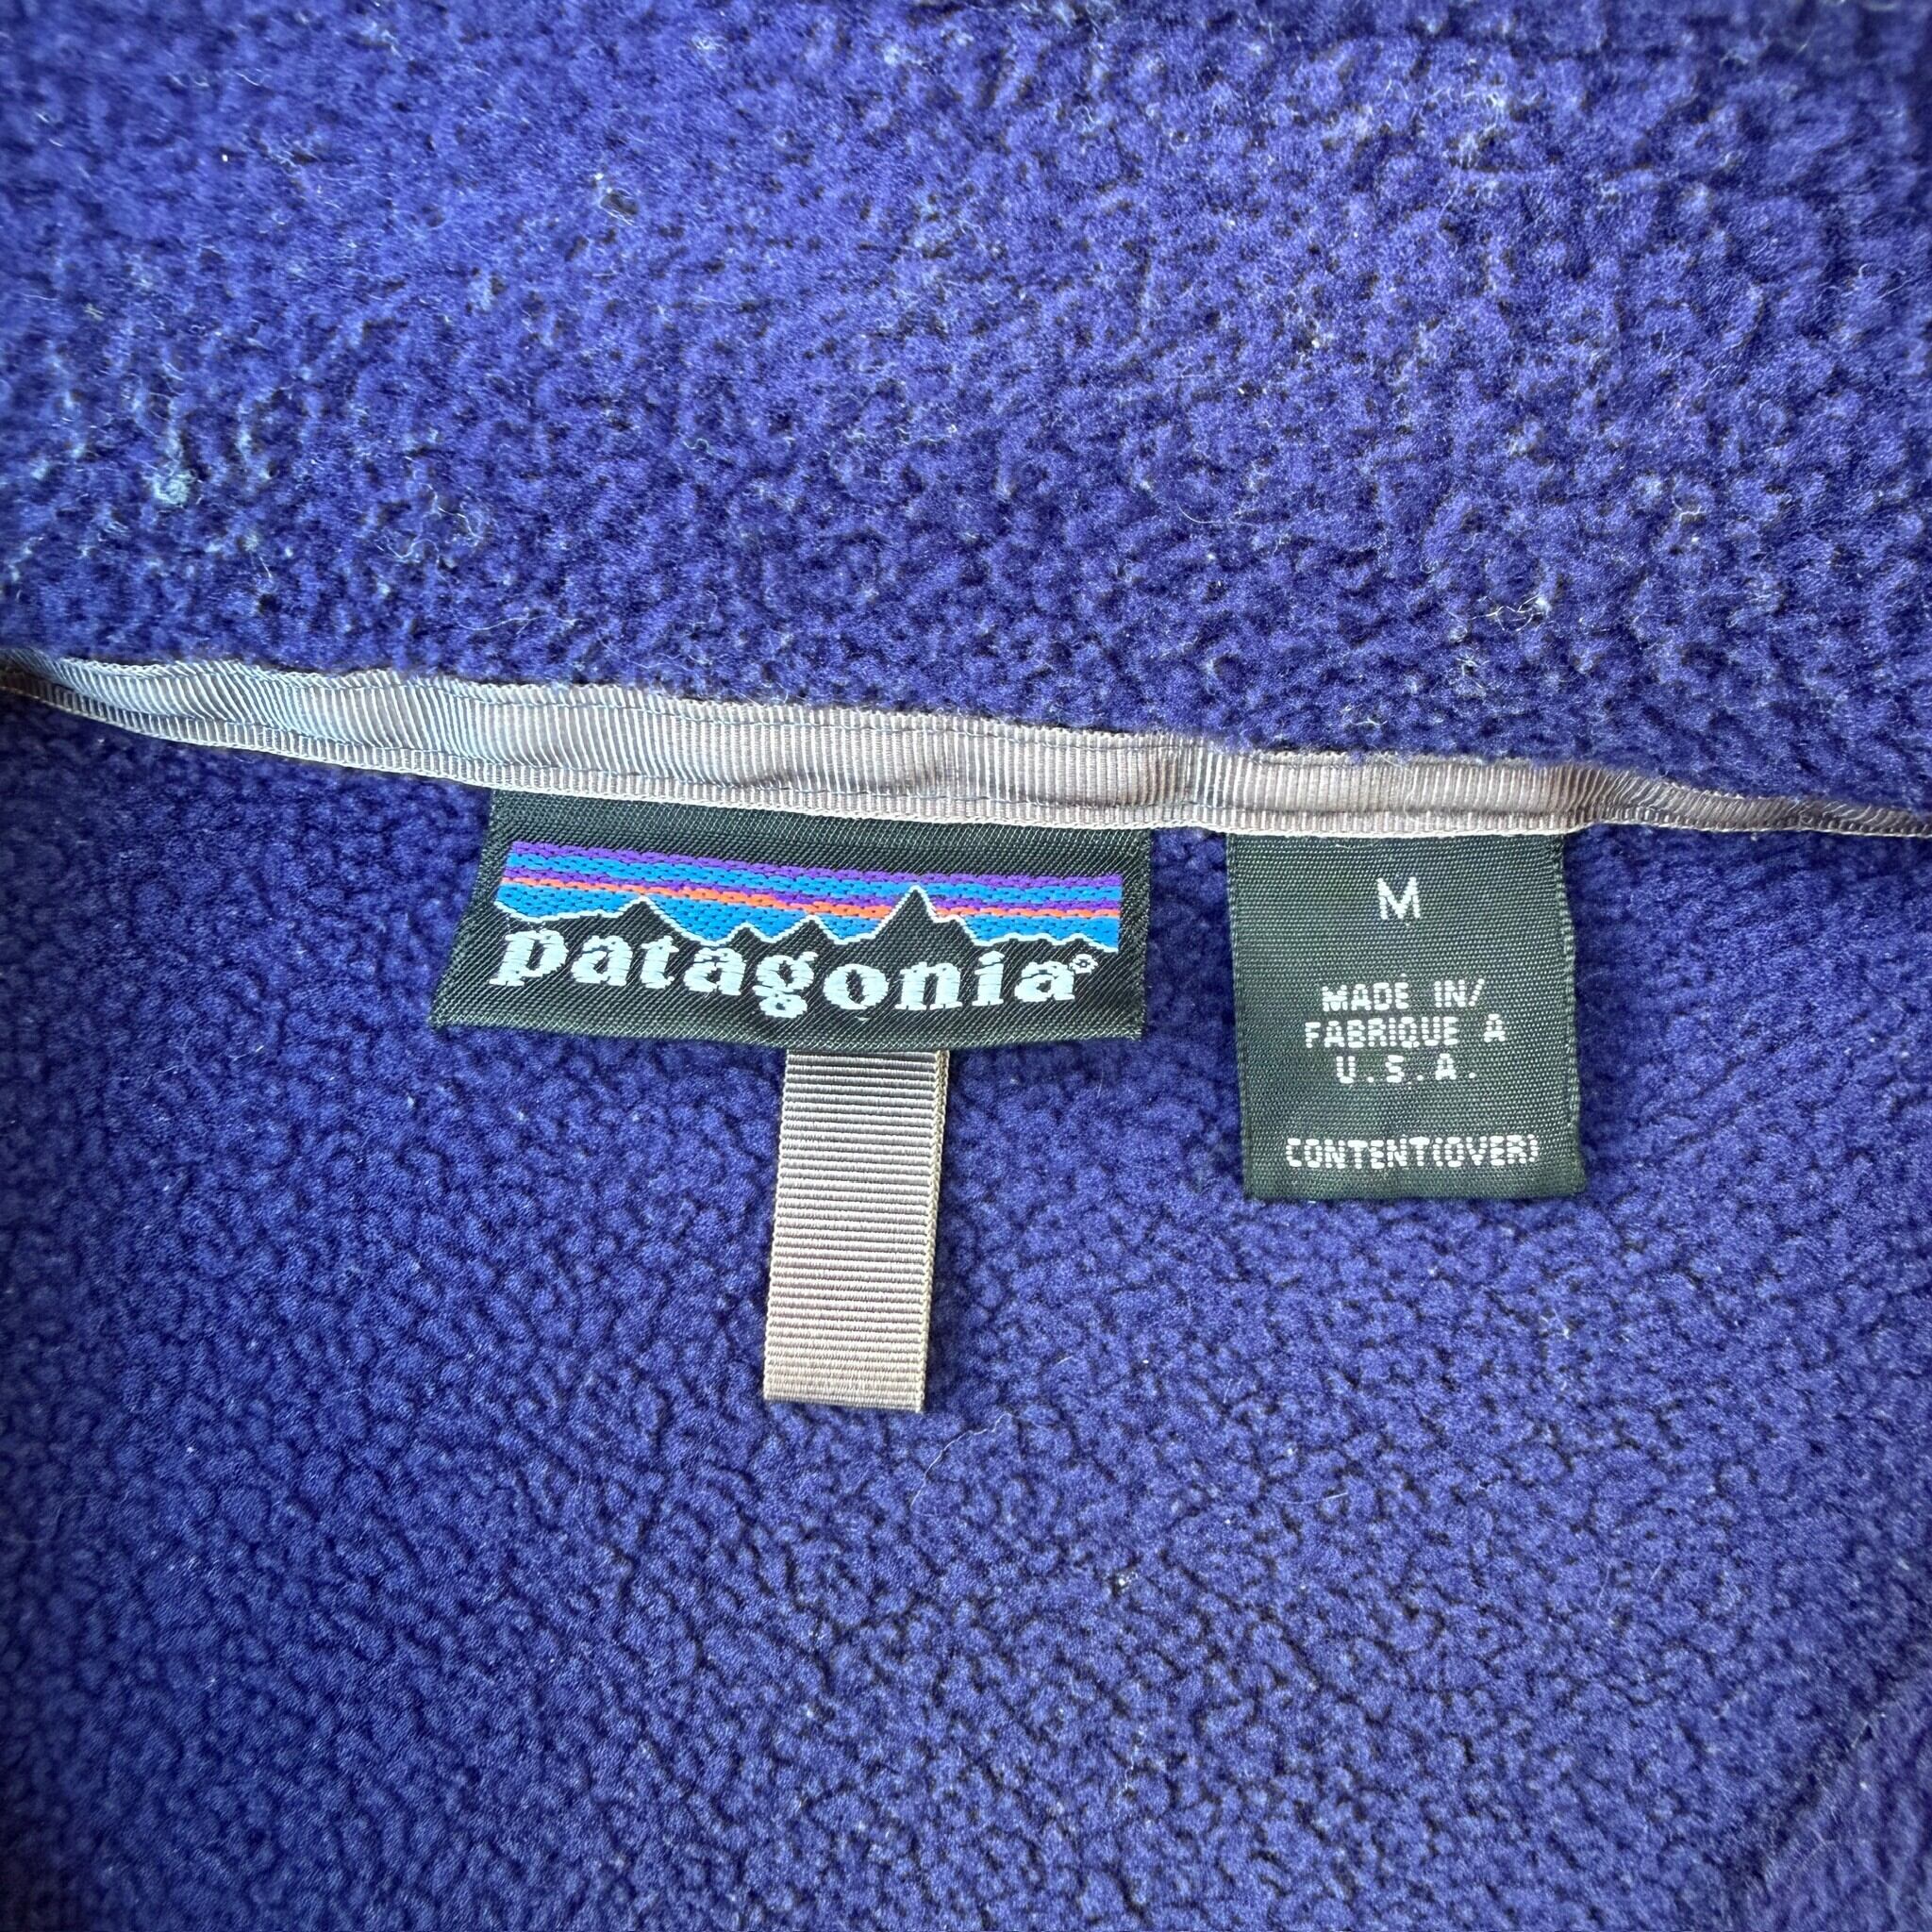 patagonia®
M
MADE IN/
FABRIQUE A
U.S.A.
CONTENT(OVER)